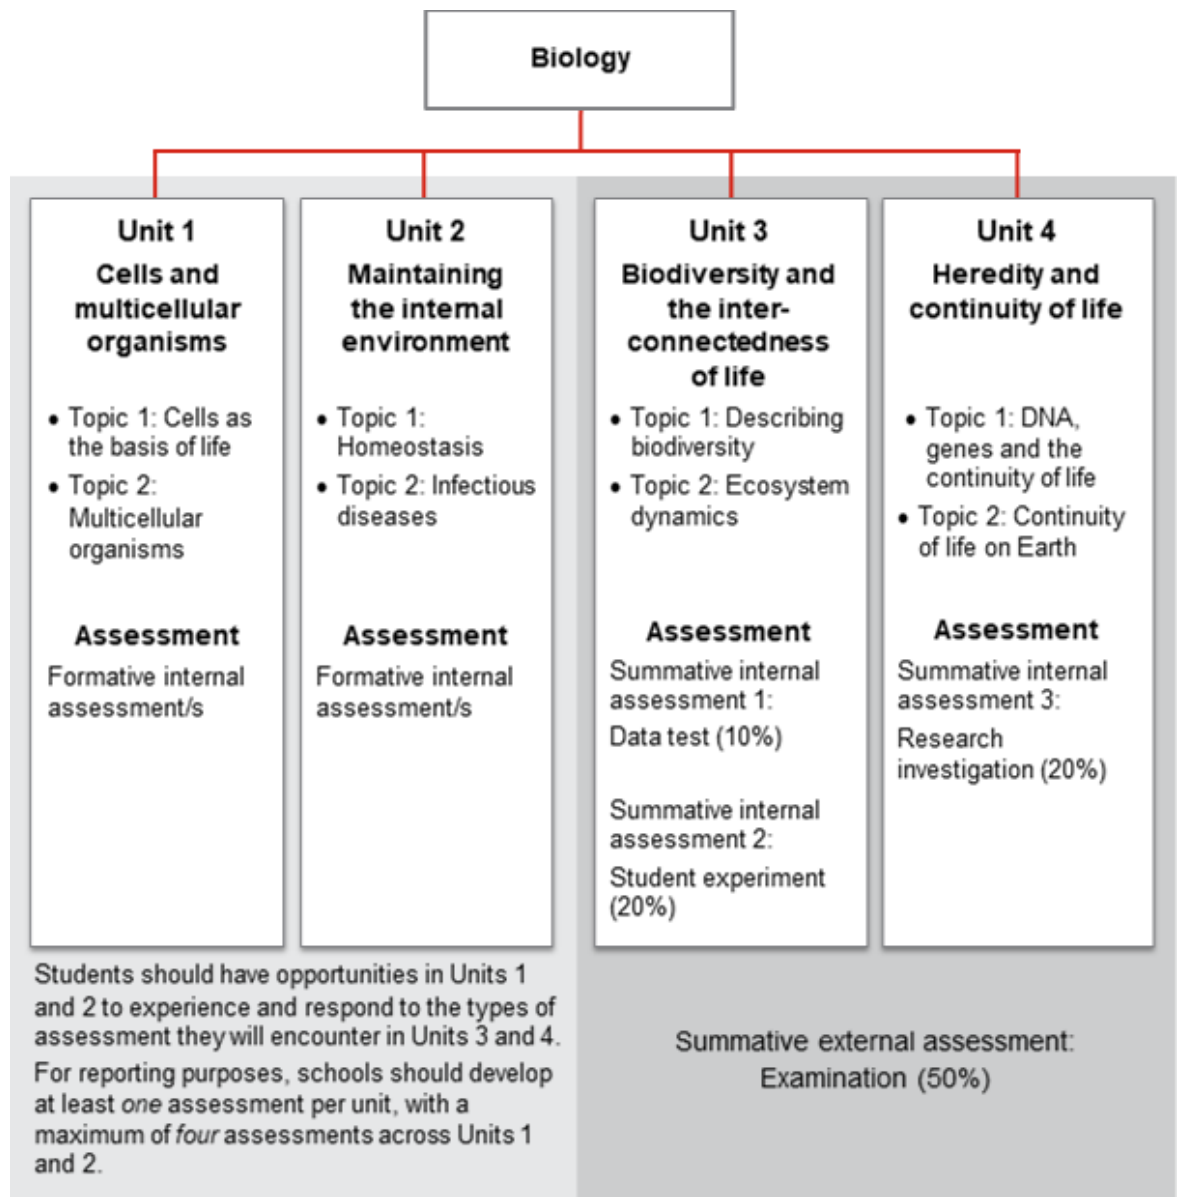 Biology
Unit 1
Cells and
multicellular
organisms
• Topic 1: Cells as
the basis of life
• Topic 2:
Multicellular
organisms
Assessment
Formative internal
assessment/s
Unit 2
Maintaining
the internal
environment
• Topic 1:
Homeostasis
• Topic 2: Infectious
diseases
Assessment
Formative internal
assessment/s
Unit 3
Biodiversity and
the inter-
connectedness
of life
• Topic 1: Describing
biodiversity
• Topic 2: Ecosystem
dynamics
Assessment
Summative internal
assessment 1:
Data test (10%)
Summative internal
assessment 2:
Student experiment
(20%)
Unit 4
Heredity and
continuity of life
• Topic 1: DNA,
genes and the
continuity of life
• Topic 2: Continuity
of life on Earth
Assessment
Summative internal
assessment 3:
Research
investigation (20%)
Students should have opportunities in Units 1
and 2 to experience and respond to the types of
assessment they will encounter in Units 3 and 4.
For reporting purposes, schools should develop
at least one assessment per unit, with a
maximum of four assessments across Units 1
and 2.
Summative external assessment:
Examination (50%)